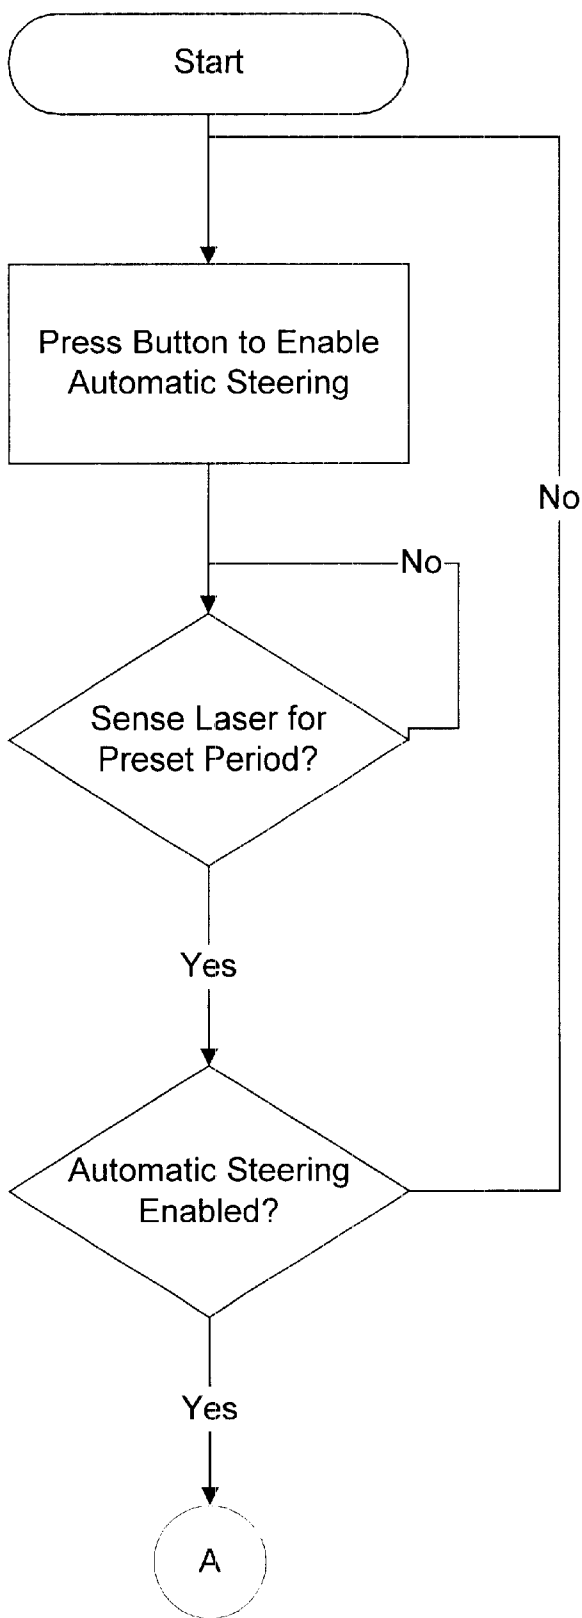 Start
Press Button to Enable
Automatic Steering
No
No
Sense Laser for
Preset Period?
Yes
Automatic Steering
Enabled?
Yes
A